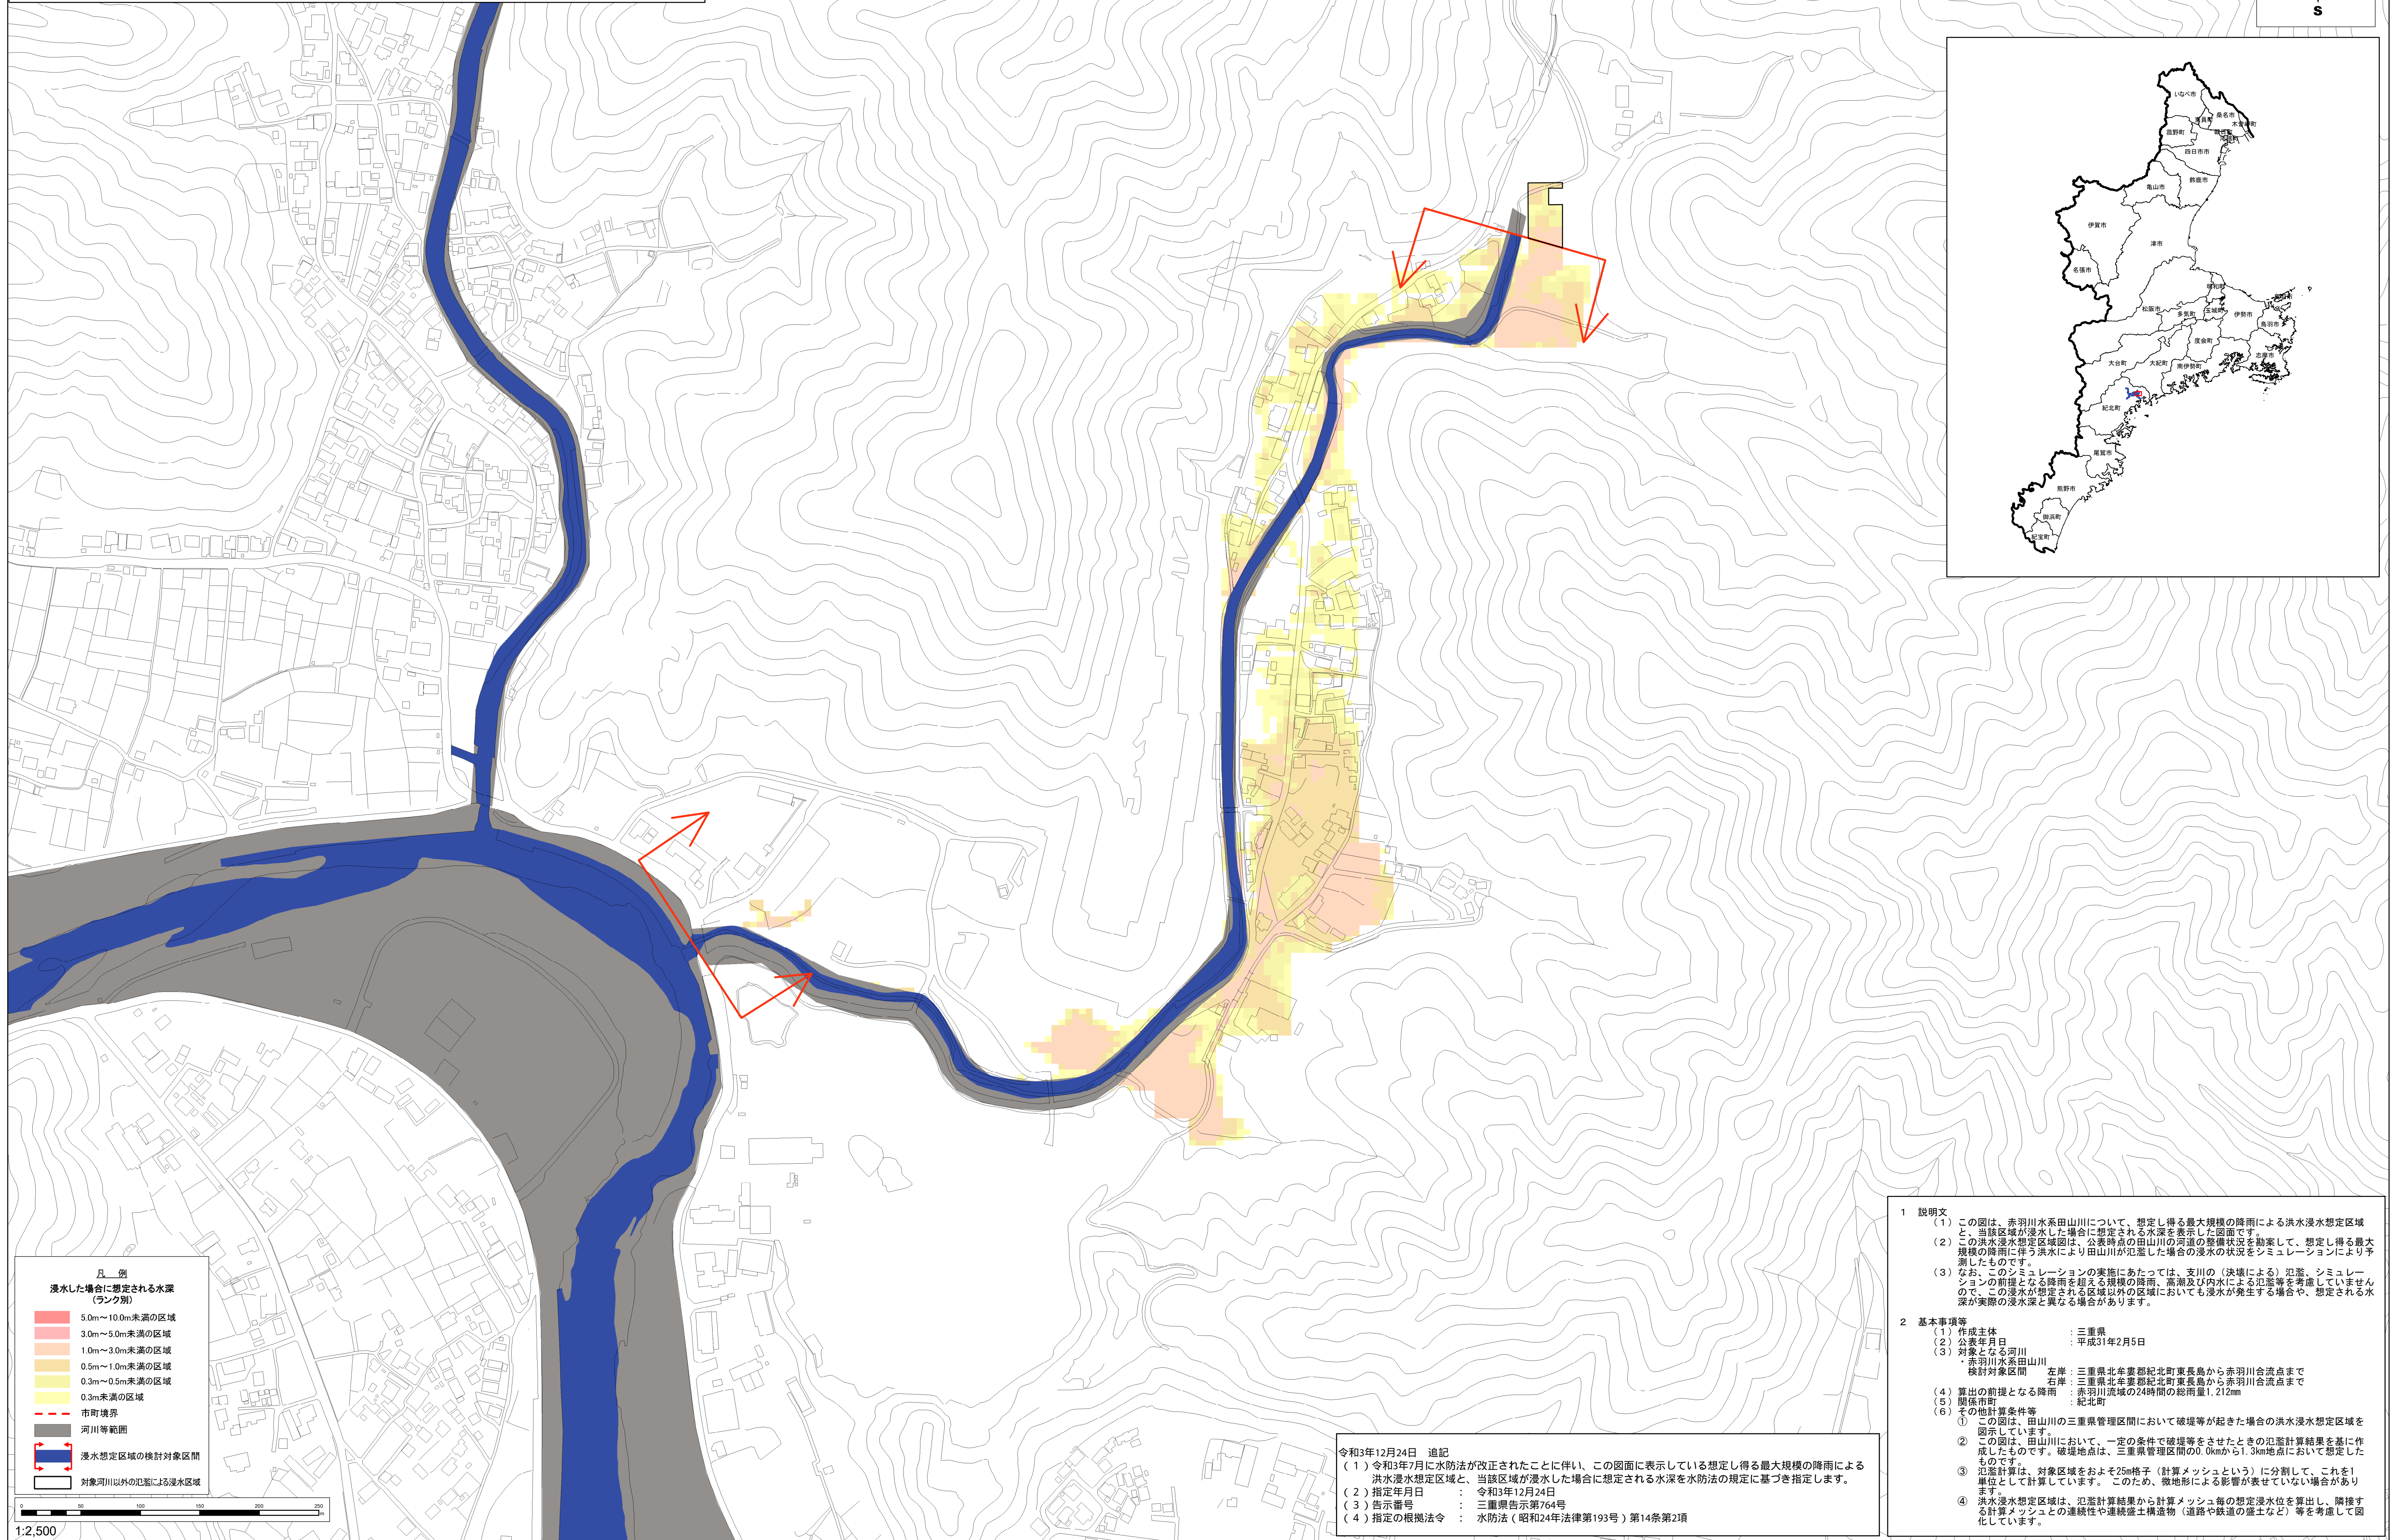 S
いなべ市
桑名市
東員町
木曽岬町
菰野町
朝日町
川越町
四日市市
鈴鹿市
亀山市
伊賀市
津市
名張市
明和町
松阪市
多気町
玉城町
伊勢市
鳥羽市
度会町
志摩市
大台町
大紀町
南伊勢町
紀北町
尾鷲市
熊野市
御浜町
紀宝町
凡 例
浸水した場合に想定される水深
(ランク別)
5.0m～10.0m未満の区域
3.0m～5.0m未満の区域
1.0m～3.0m未満の区域
0.5m～1.0m未満の区域
0.3m～0.5m未満の区域
0.3m未満の区域
市町境界
河川等範囲
浸水想定区域の検討対象区間
対象河川以外の氾濫による浸水区域
0 50 100 150 200 250
m
1:2,500
令和3年12月24日 追記
(1)令和3年7月に水防法が改正されたことに伴い、この図面に表示している想定し得る最大規模の降雨による
洪水浸水想定区域と、当該区域が浸水した場合に想定される水深を水防法の規定に基づき指定します。
(2)指定年月日 : 令和3年12月24日
(3)告示番号 : 三重県告示第764号
(4)指定の根拠法令 : 水防法(昭和24年法律第193号)第14条第2項
1 説明文
(1)この図は、赤羽川水系田山川について、想定し得る最大規模の降雨による洪水浸水想定区域
と、当該区域が浸水した場合に想定される水深を表示した図面です。
(2)この洪水浸水想定区域図は、公表時点の田山川の河道の整備状況を勘案して、想定し得る最大
規模の降雨に伴う洪水により田山川が氾濫した場合の浸水の状況をシミュレーションにより予
測したものです。
(3)なお、このシミュレーションの実施にあたっては、支川の(決壊による)氾濫、シミュレー
ションの前提となる降雨を超える規模の降雨、高潮及び内水による氾濫等を考慮していません
ので、この浸水が想定される区域以外の区域においても浸水が発生する場合や、想定される水
深が実際の浸水深と異なる場合があります。
2 基本事項等
(1)作成主体 :三重県
(2)公表年月日 :平成31年2月5日
(3)対象となる河川
・赤羽川水系田山川
検討対象区間 左岸:三重県北牟婁郡紀北町東長島から赤羽川合流点まで
右岸:三重県北牟婁郡紀北町東長島から赤羽川合流点まで
(4)算出の前提となる降雨 :赤羽川流域の24時間の総雨量1,212mm
(5)関係市町 :紀北町
(6)その他計算条件等
① この図は、田山川の三重県管理区間において破堤等が起きた場合の洪水浸水想定区域を
図示しています。
② この図は、田山川において、一定の条件で破堤等をさせたときの氾濫計算結果を基に作
成したものです。破堤地点は、三重県管理区間の0.0kmから1.3km地点において想定した
ものです。
③ 氾濫計算は、対象区域をおよそ25m格子(計算メッシュという)に分割して、これを1
単位として計算しています。 このため、微地形による影響が表せていない場合があり
ます。
④ 洪水浸水想定区域は、氾濫計算結果から計算メッシュ毎の想定浸水位を算出し、隣接す
る計算メッシュとの連続性や連続盛土構造物(道路や鉄道の盛土など)等を考慮して図
化しています。